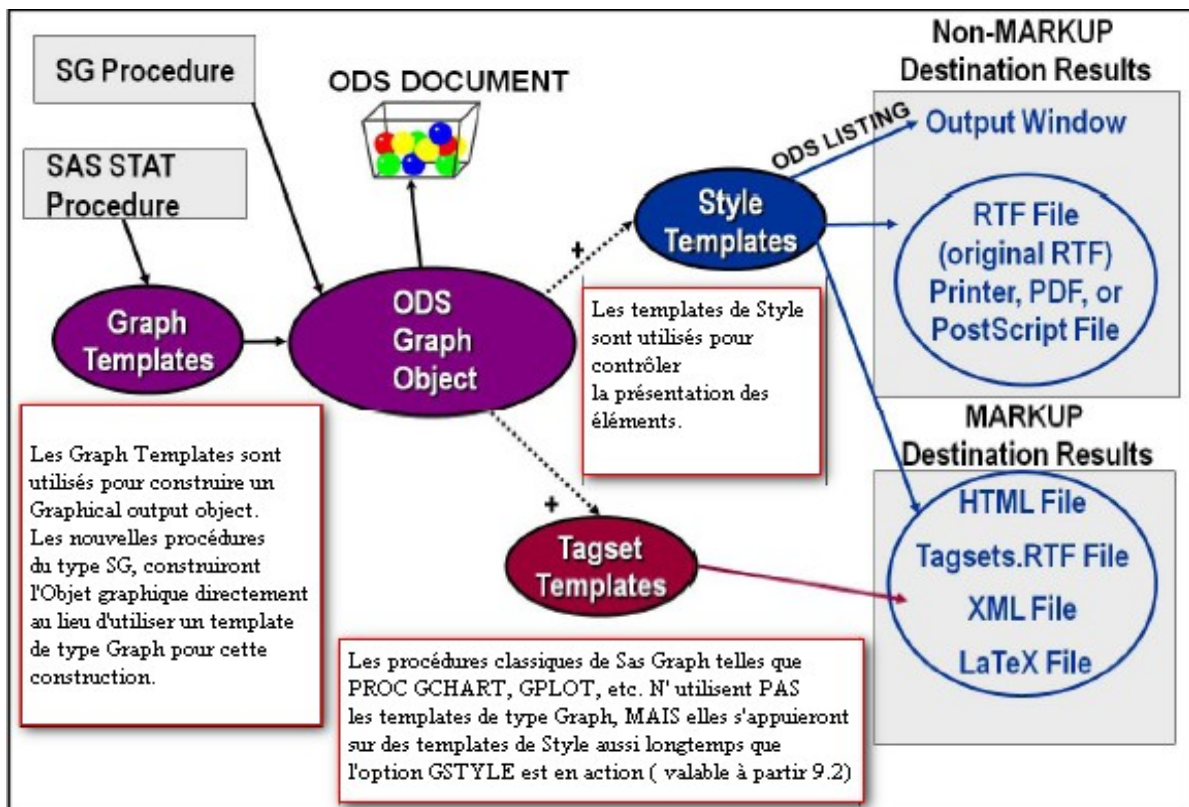 SG Procedure
SAS STAT
Procedure
ODS DOCUMENT
Graph
Templates
ODS
Graph
Object
+
+
Style
Templates
ODS LISTING
Non-MARKUP
Destination Results
Output Window
RTF File
(original RTF)
Printer, PDF, or
PostScript File
Les templates de Style
sont utilisés pour
contrôler
la présentation des
éléments.
MARKUP
Destination Results
HTML File
Tagsets.RTF File
XML File
LaTeX File
Tagset
Templates
Les Graph Templates sont
utilisés pour construire un
Graphical output object.
Les nouvelles procédures
du type SG, construiront
l'Objet graphique directement
au lieu d'utiliser un template
de type Graph pour cette
construction.
Les procédures classiques de Sas Graph telles que
PROC GCHART, GPLOT, etc. N' utilisent PAS
les templates de type Graph, MAIS elles s'appuieront
sur des templates de Style aussi longtemps que
l'option GSTYLE est en action ( valable à partir 9.2)